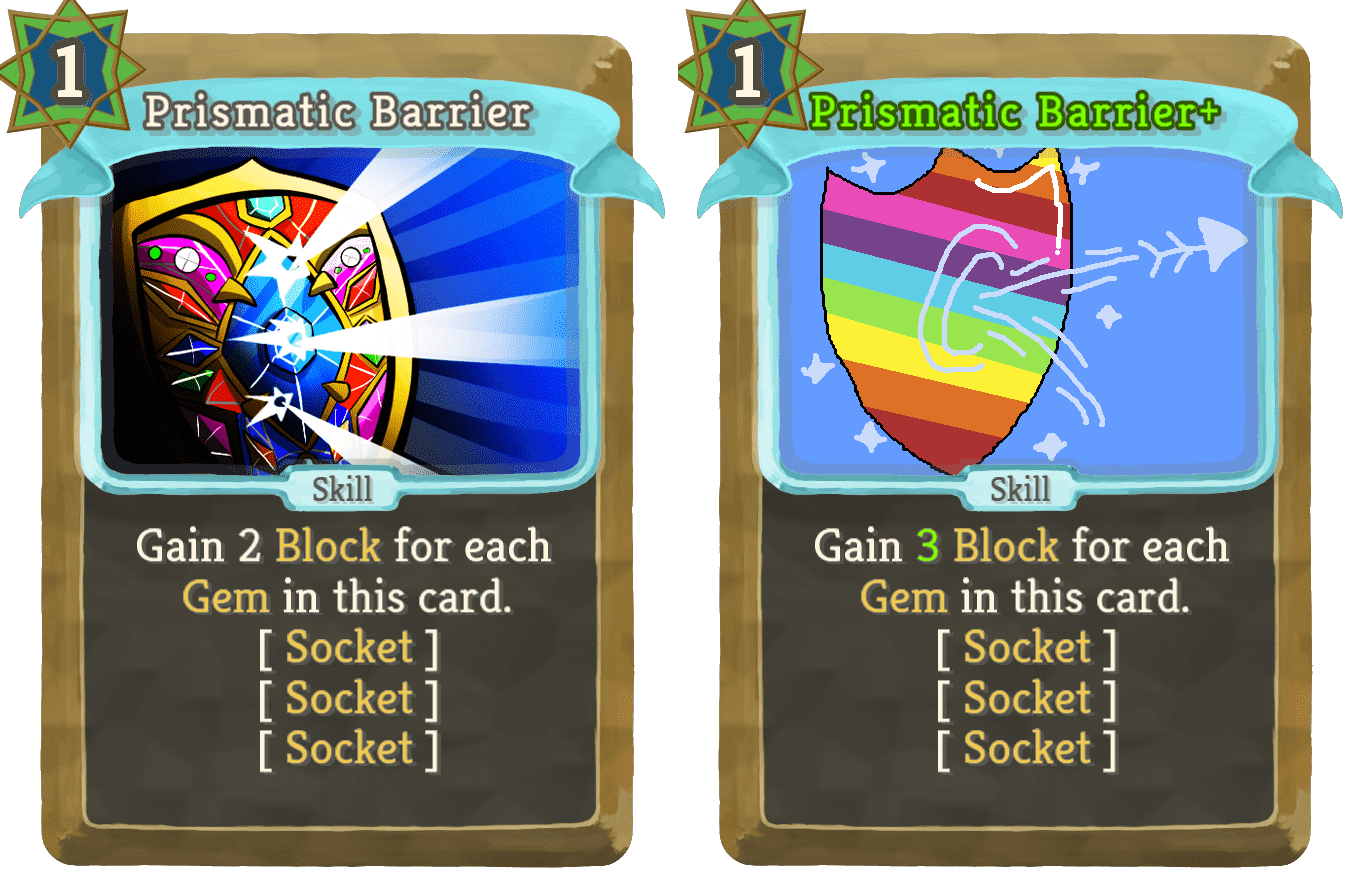 1
Prismatic Barrier
Skill
Gain 2 Block for each
Gem in this card.
[ Socket ]
[ Socket ]
[ Socket ]
1
Prismatic Barrier+
Skill
Gain 3 Block for each
Gem in this card.
[ Socket ]
[ Socket ]
[ Socket ]